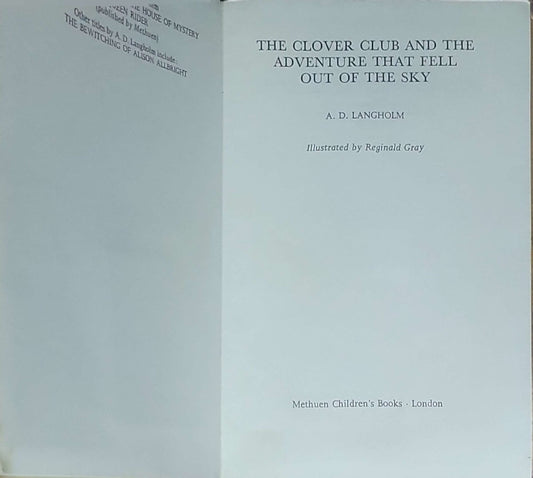 HOUSE OF MYSTERY
RIDER
(published by Methuen)
Other titles by A. D. Langholm include:
THE BEWITCHING OF ALISON ALLBRIGHT
THE CLOVER CLUB AND THE
ADVENTURE THAT FELL
OUT OF THE SKY
A. D. LANGHOLM
Illustrated by Reginald Gray
Methuen Children's Books · London